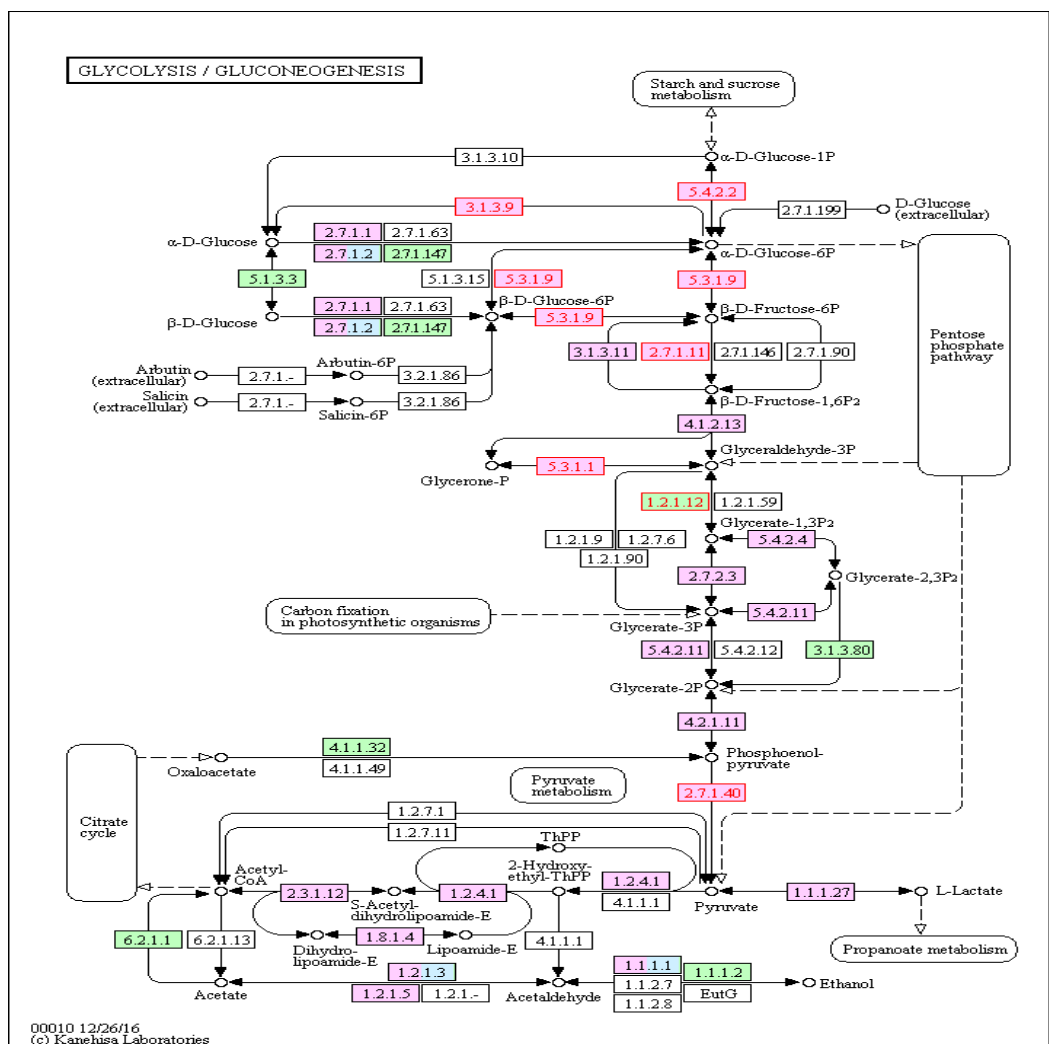 GLYCOLYSIS / GLUCONEOGENESIS
Starch and sucrose
metabolism
3.1.3.10
α-D-Glucose-1P
5.4.2.2
3.1.3.9
2.7.1.199
D-Glucose
(extracellular)
2.7.1.1
2.7.1.63
α-D-Glucose
2.7.1.2
2.7.1.147
α-D-Glucose-6P
5.1.3.3
5.1.3.15
5.3.1.9
5.3.1.9
2.7.1.1
2.7.1.63
β-D-Glucose-6P
β-D-Fructose-6P
β-D-Glucose
2.7.1.2
2.7.1.147
5.3.1.9
Pentose
phosphate
pathway
3.1.3.11
2.7.1.11
2.7.1.146
2.7.1.90
Arbutin
(extracellular)
2.7.1.-
Arbutin-6P
3.2.1.86
Salicin
(extracellular)
2.7.1.-
Salicin-6P
3.2.1.86
β-D-Fructose-1,6P2
4.1.2.13
Glyceraldehyde-3P
5.3.1.1
Glycerone-P
1.2.1.12
1.2.1.59
Glycerate-1,3P2
1.2.1.9
1.2.7.6
1.2.1.90
5.4.2.4
2.7.2.3
Glycerate-2,3P2
Carbon fixation
in photosynthetic organisms
5.4.2.11
Glycerate-3P
5.4.2.11
5.4.2.12
3.1.3.80
Glycerate-2P
4.2.1.11
4.1.1.32
Oxaloacetate
4.1.1.49
Phosphoenol-
pyruvate
Pyruvate
metabolism
2.7.1.40
Citrate
cycle
1.2.7.1
1.2.7.11
ThPP
Acetyl-
CoA
2-Hydroxy-
ethyl-ThPP
2.3.1.12
S-Acetyl-
dihydrolipoamide-E
1.2.4.1
1.2.4.1
4.1.1.1
Pyruvate
1.1.1.27
L-Lactate
6.2.1.1
6.2.1.13
Dihydro-
lipoamide-E
1.8.1.4
Lipoamide-E
4.1.1.1
Propanoate metabolism
1.2.1.3
1.1.1.1
1.1.1.2
Acetate
1.2.1.5
1.2.1.-
Acetaldehyde
1.1.2.7
EutG
Ethanol
1.1.2.8
00010 12/26/16
(c) Kanehisa Laboratories